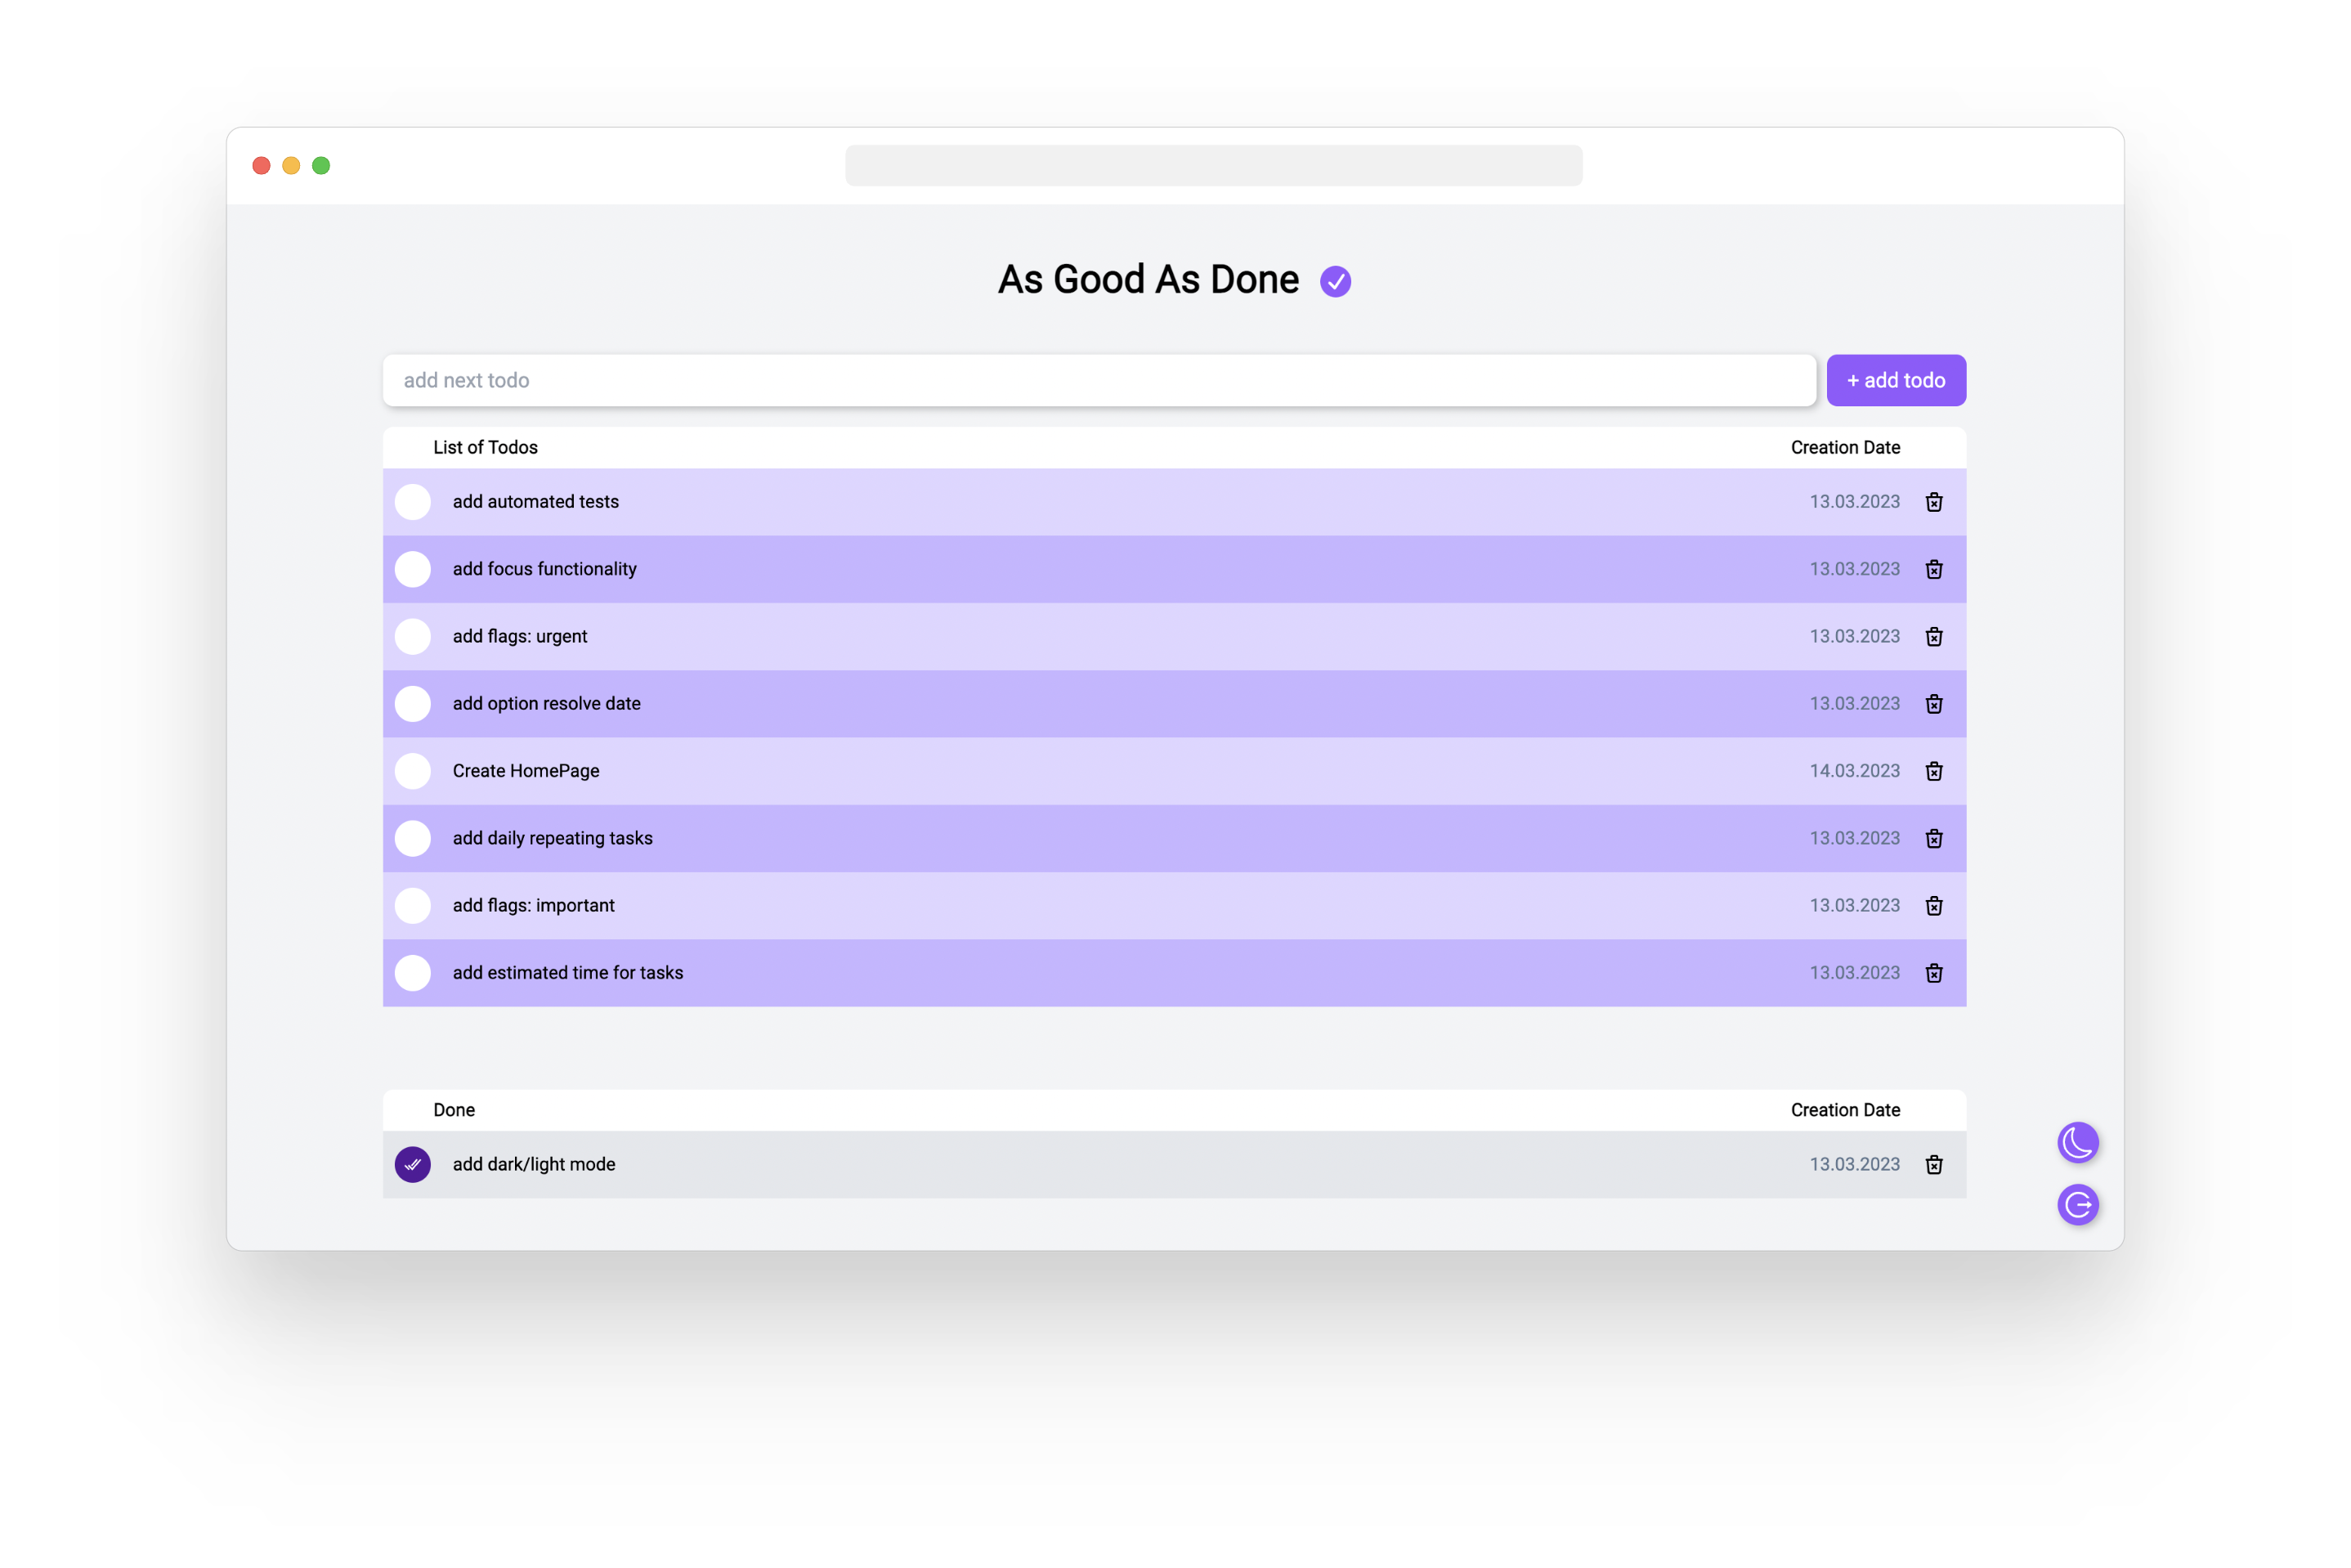 As Good As Done
add next todo
+ add todo
List of Todos Creation Date
add automated tests 13.03.2023
add focus functionality 13.03.2023
add flags: urgent 13.03.2023
add option resolve date 13.03.2023
Create HomePage 14.03.2023
add daily repeating tasks 13.03.2023
add flags: important 13.03.2023
add estimated time for tasks 13.03.2023
Done Creation Date
add dark/light mode 13.03.2023